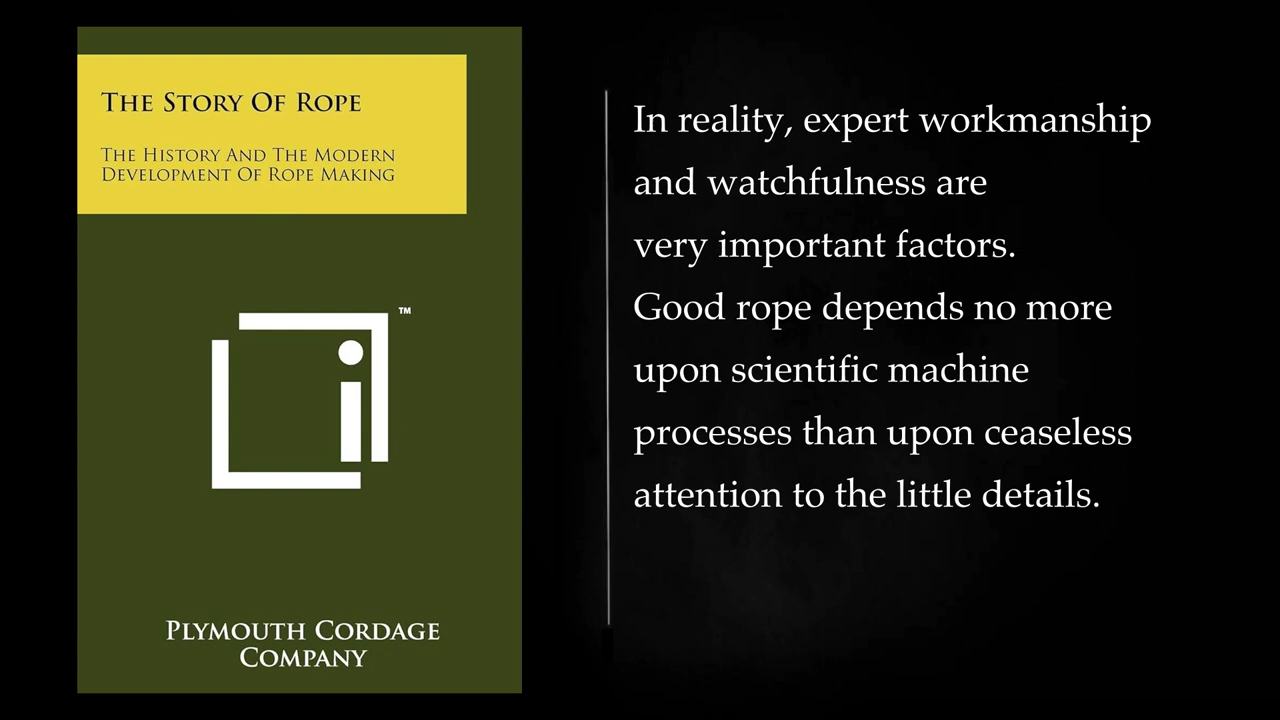 THE STORY OF ROPE
THE HISTORY AND THE MODERN
DEVELOPMENT OF ROPE MAKING
TM
PLYMOUTH CORDAGE
COMPANY
In reality, expert workmanship
and watchfulness are
very important factors.
Good rope depends no more
upon scientific machine
processes than upon ceaseless
attention to the little details.